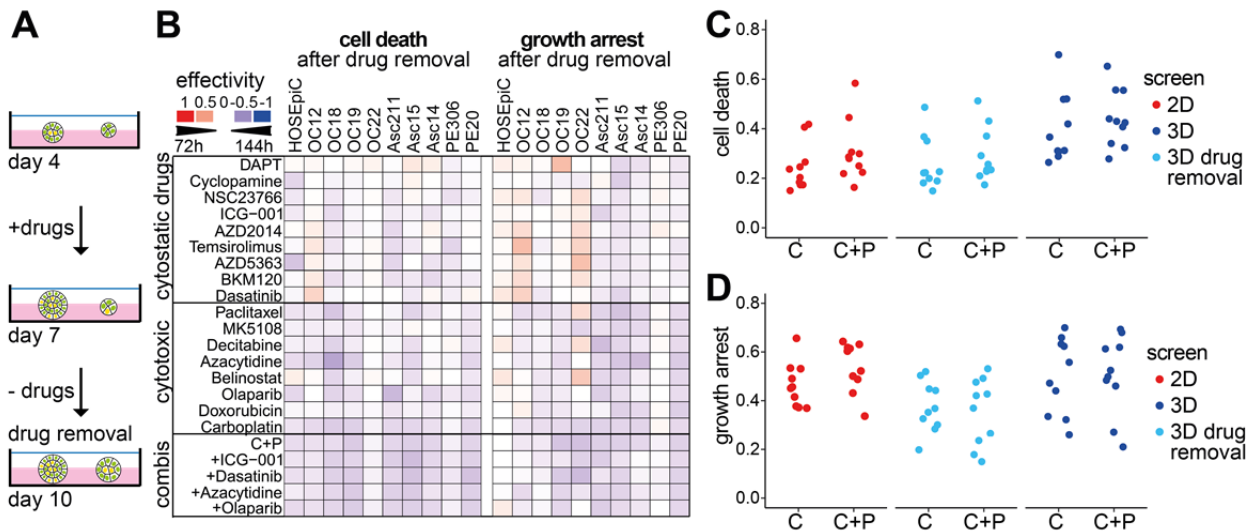 A
day 4
+drugs
day 7
- drugs
drug removal
day 10
B
cell death
after drug removal
growth arrest
after drug removal
effectivity
1 0.5 0 -0.5 -1
72h 144h
HOSEpiC OC12 OC18 OC19 OC22 Asc211 Asc15 Asc14 PE306 PE20
HOSEpiC OC12 OC18 OC19 OC22 Asc211 Asc15 Asc14 PE306 PE20
cytostatic drugs
DAPT
Cyclopamine
NSC23766
ICG-001
AZD2014
Temsirolimus
AZD5363
BKM120
Dasatinib
cytotoxic
Paclitaxel
MK5108
Decitabine
Azacytidine
Belinostat
Olaparib
Doxorubicin
Carboplatin
combis
C+P
+ICG-001
+Dasatinib
+Azacytidine
+Olaparib
C
cell death
0.8
0.6
0.4
0.2
0.0
C C+P C C+P C C+P
screen
2D
3D
3D drug
removal
D
growth arrest
0.8
0.6
0.4
0.2
0.0
C C+P C C+P C C+P
screen
2D
3D
3D drug
removal